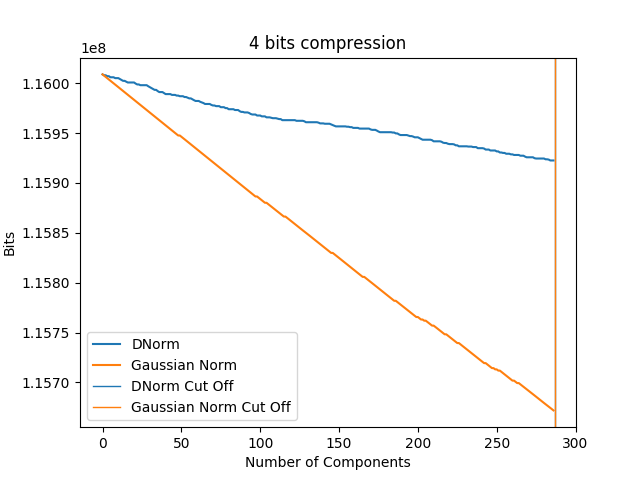 4 bits compression
1e8
1.1600
1.1595
1.1590
1.1585
1.1580
1.1575
1.1570
Bits
DNorm
Gaussian Norm
DNorm Cut Off
Gaussian Norm Cut Off
0 50 100 150 200 250 300
Number of Components